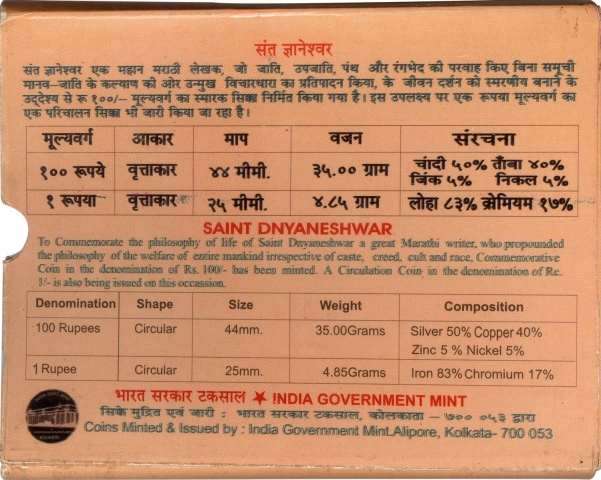 संत ज्ञानेश्वर
संत ज्ञानेश्वर एक महान मराठी लेखक, जो जाति, उपजाति, पंथ और रंगभेद की परवाह किए बिना समूची
मानव–जाति के कल्याण की ओर उन्मुख विचारधारा का प्रतिपादन किया, के जीवन दर्शन को स्मरणीय बनाने के
उद्देश्य से रू १००/– मूल्यवर्ग का स्मारक सिक्का निर्मित किया गया है। इस उपलक्ष्य पर एक रूपया मूल्यवर्ग का
एक परिचालन सिक्का भी जारी किया जा रहा है।
मूल्यवर्ग आकार माप वजन संरचना
१०० रूपये वृत्ताकार ४४ मीमी. ३५.०० ग्राम चांदी ५०% ताँबा ४०%
जिंक ५% निकल ५%
१ रूपया वृत्ताकार २५ मीमी. ४.८५ ग्राम लोहा ८३% क्रोमियम १७%
SAINT DNYANESHWAR
To Commemorate the philosophy of life of Saint Dnyaneshwar a great Marathi writer, who propounded
the philosophy of the welfare of entire mankind irrespective of caste, creed, cult and race, Commemorative
Coin in the denomination of Rs. 100/- has been minted. A Circulation Coin in the denomination of Re.
1/- is also being issued on this occassion.
Denomination Shape Size Weight Composition
100 Rupees Circular 44mm. 35.00Grams Silver 50% Copper 40%
Zinc 5 % Nickel 5%
1 Rupee Circular 25mm. 4.85Grams Iron 83% Chromium 17%
भारत सरकार टकसाल ★ INDIA GOVERNMENT MINT
सिक्के मुद्रित एवं जारी : भारत सरकार टकसाल, कोलकाता – ७०० ०५३ द्वारा
Coins Minted & Issued by : India Government Mint.Alipore, Kolkata- 700 053